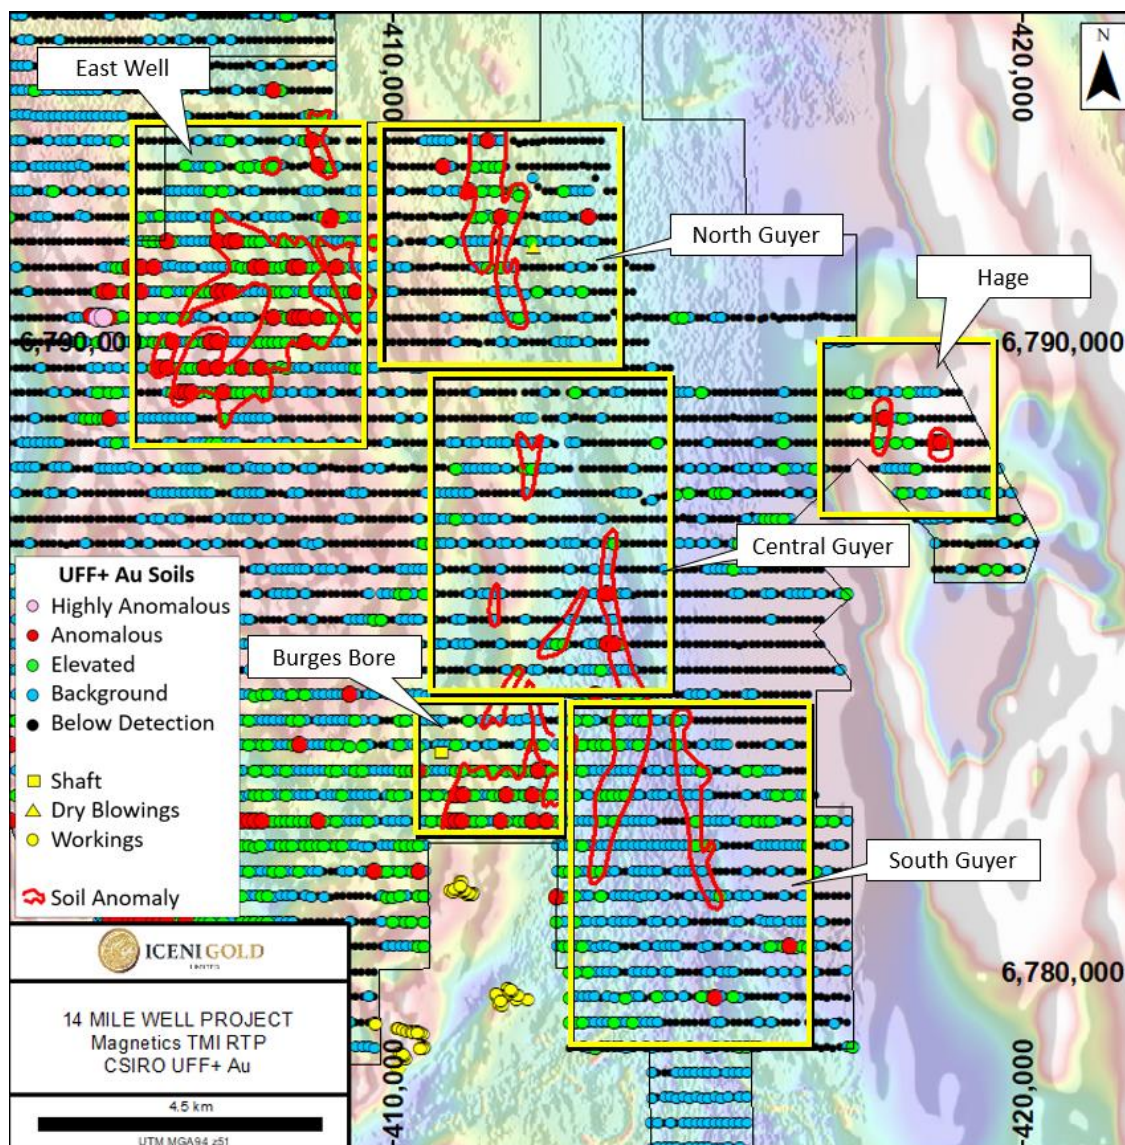 410,000
420,000
N
East Well
North Guyer
Hage
6,790,00
6,790,000
Central Guyer
UFF+ Au Soils
Highly Anomalous
Anomalous
Elevated
Background
Below Detection
Shaft
Dry Blowings
Workings
Soil Anomaly
Burges Bore
South Guyer
6,780,000
ICENI GOLD
LIMITED
14 MILE WELL PROJECT
Magnetics TMI RTP
CSIRO UFF+ Au
4.5 km
UTM MGA94 z51
410,000
420,000